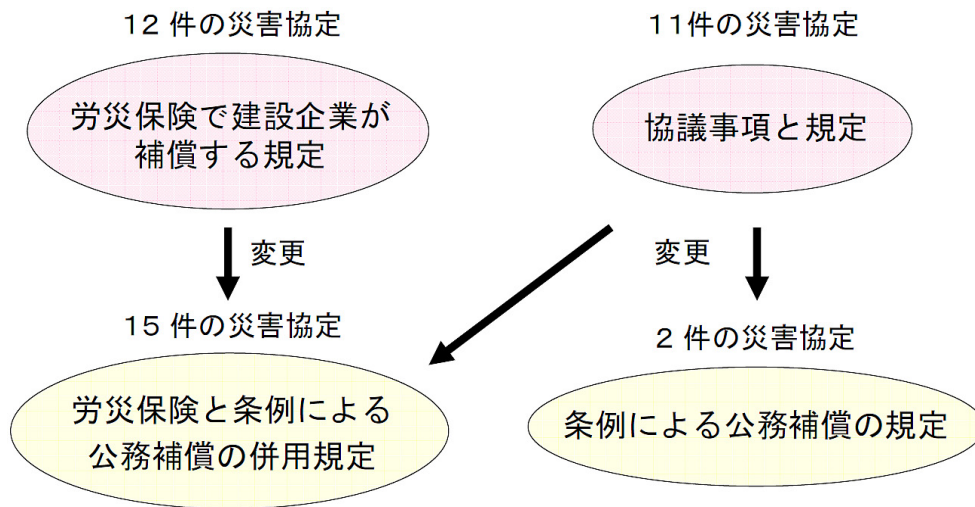 12 件の災害協定
11件の災害協定
労災保険で建設企業が
補償する規定
協議事項と規定
変更
変更
15 件の災害協定
2 件の災害協定
労災保険と条例による
公務補償の併用規定
条例による公務補償の規定